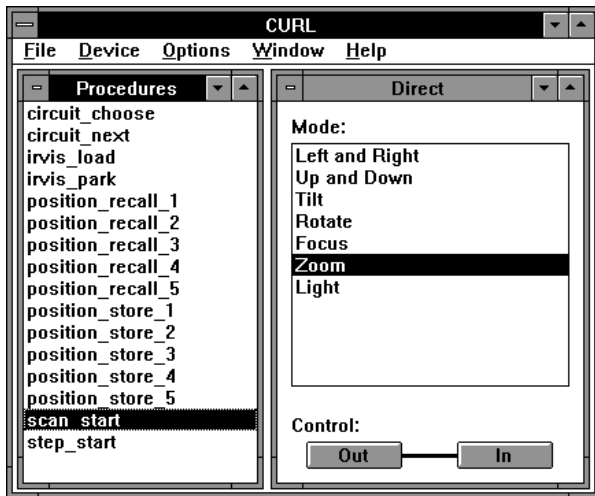 CURL
File Device Options Window Help
Procedures
circuit_choose
circuit_next
irvis_load
irvis_park
position_recall_1
position_recall_2
position_recall_3
position_recall_4
position_recall_5
position_store_1
position_store_2
position_store_3
position_store_4
position_store_5
scan_start
step_start
Direct
Mode:
Left and Right
Up and Down
Tilt
Rotate
Focus
Zoom
Light
Control:
Out In